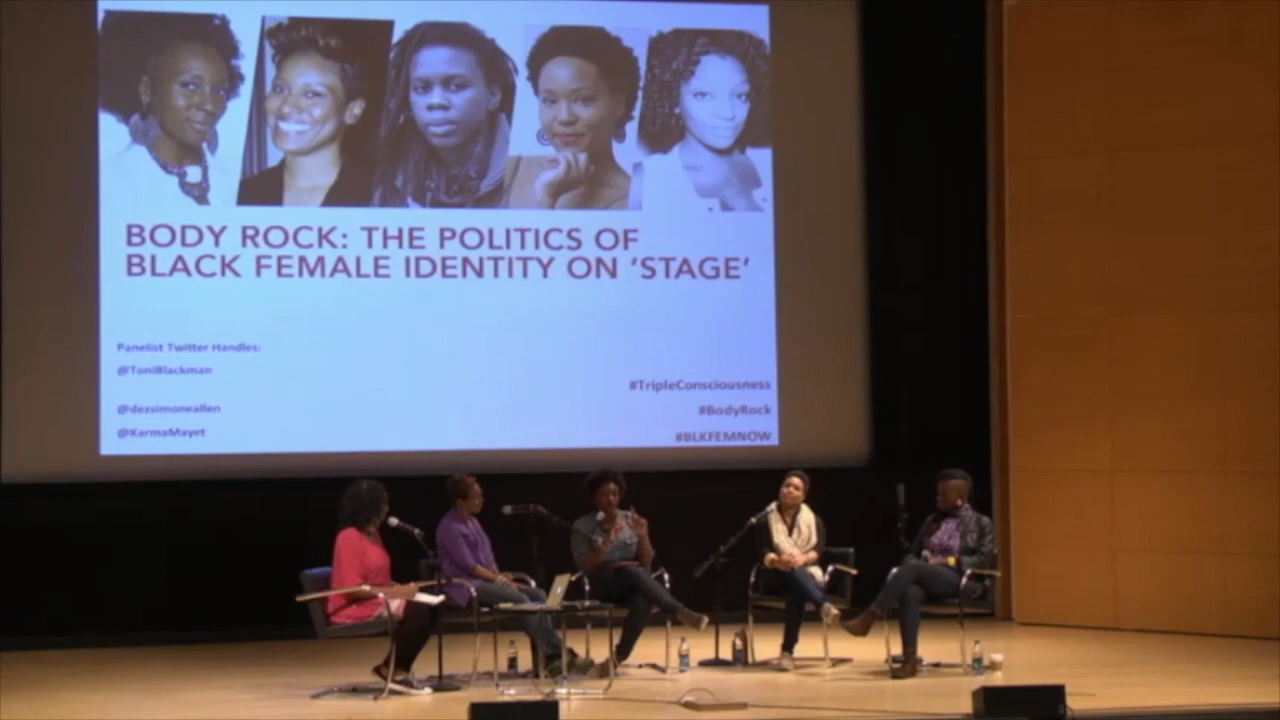 BODY ROCK: THE POLITICS OF
BLACK FEMALE IDENTITY ON ‘STAGE’
Panelist Twitter Handles:
@ToniBlackman
@dezsimoneallen
@KarmaMayet
#TripleConsciousness
#BodyRock
#BLKFEMNOW